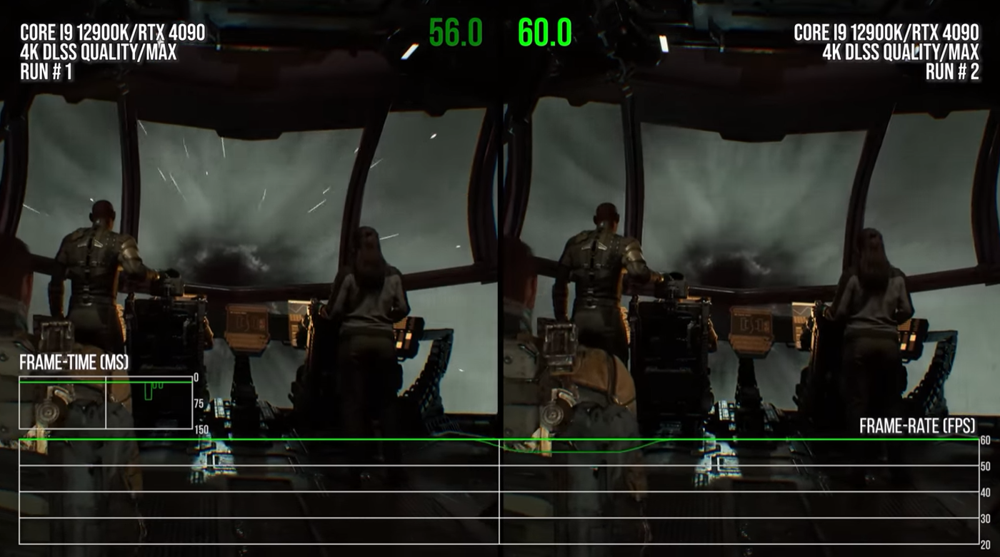 CORE I9 12900K/RTX 4090
4K DLSS QUALITY/MAX
RUN # 1
56.0
60.0
CORE I9 12900K/RTX 4090
4K DLSS QUALITY/MAX
RUN # 2
FRAME-TIME (MS)
0
75
150
FRAME-RATE (FPS)
60
50
40
30
20